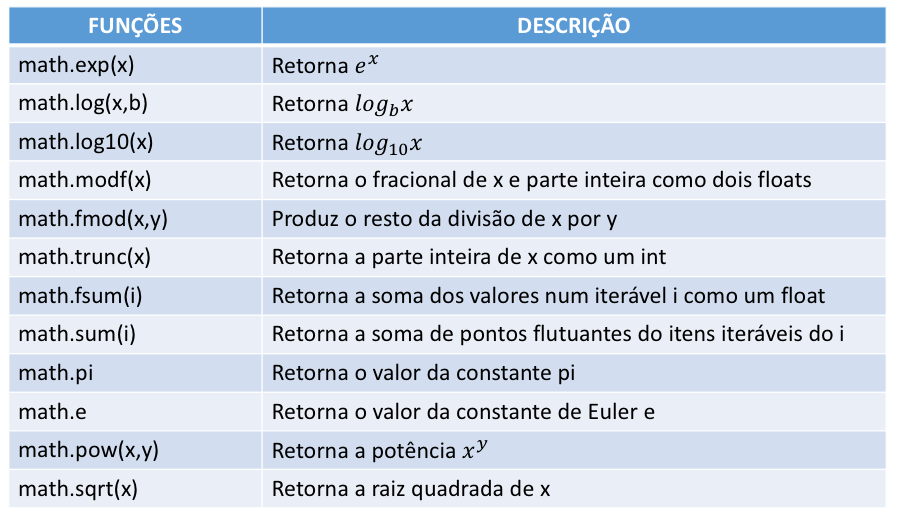 FUNÇÕES DESCRIÇÃO
math.exp(x) Retorna e^x
math.log(x,b) Retorna log_b x
math.log10(x) Retorna log_10 x
math.modf(x) Retorna o fracional de x e parte inteira como dois floats
math.fmod(x,y) Produz o resto da divisão de x por y
math.trunc(x) Retorna a parte inteira de x como um int
math.fsum(i) Retorna a soma dos valores num iterável i como um float
math.sum(i) Retorna a soma de pontos flutuantes do itens iteráveis do i
math.pi Retorna o valor da constante pi
math.e Retorna o valor da constante de Euler e
math.pow(x,y) Retorna a potência x^y
math.sqrt(x) Retorna a raiz quadrada de x